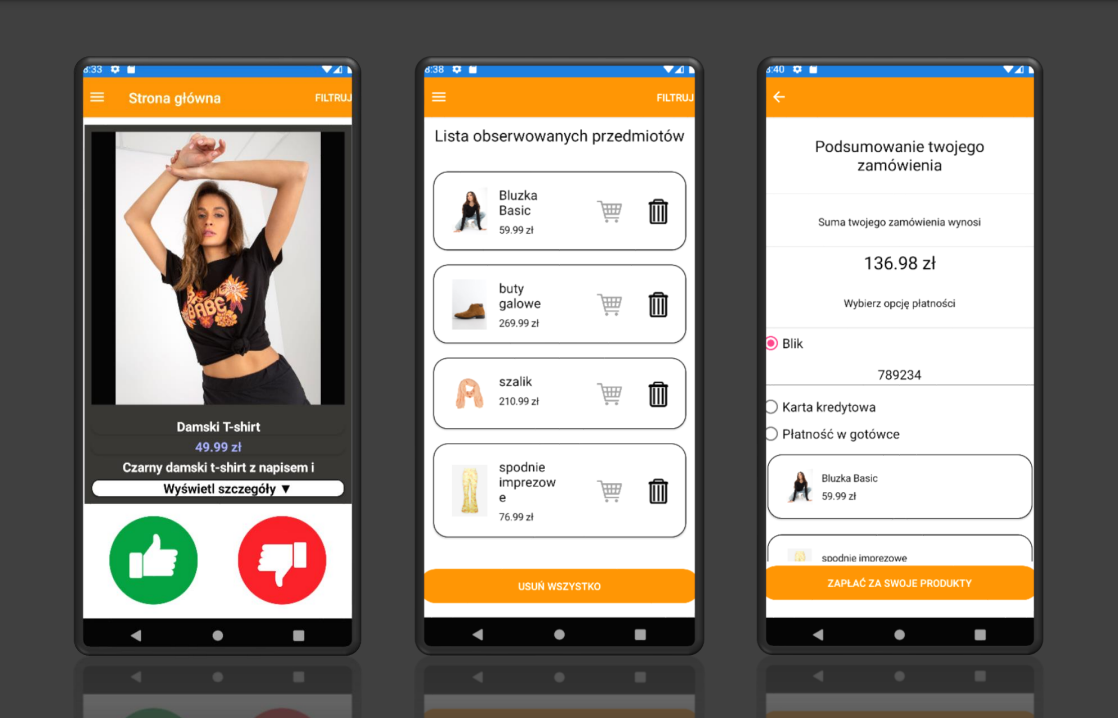 8:33
Strona główna
FILTRUJ
BABE
Damski T-shirt
49.99 zł
Czarny damski t-shirt z napisem i
Wyświetl szczegóły ▼
8:38
FILTRUJ
Lista obserwowanych przedmiotów
Bluzka
Basic
59.99 zł
buty
galowe
269.99 zł
szalik
210.99 zł
spodnie
imprezow
e
76.99 zł
USUŃ WSZYSTKO
8:40
Podsumowanie twojego
zamówienia
Suma twojego zamówienia wynosi
136.98 zł
Wybierz opcję płatności
Blik
789234
Karta kredytowa
Płatność w gotówce
Bluzka Basic
59.99 zł
spodnie imprezowe
ZAPŁAĆ ZA SWOJE PRODUKTY